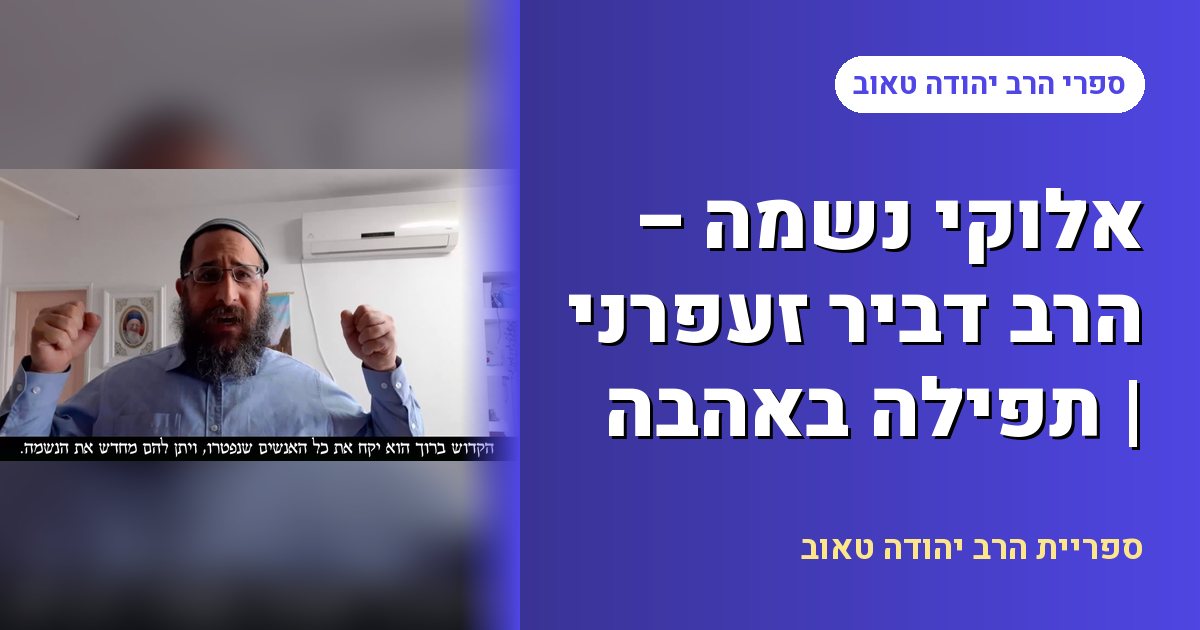 ספרי הרב יהודה טאוב
אלוקי נשמה –
הרב דביר זעפרני
| תפילה באהבה
הקדוש ברוך הוא יקח את כל האנשים שנפטרו, ויתן להם מחדש את הנשמה.
ספריית הרב יהודה טאוב